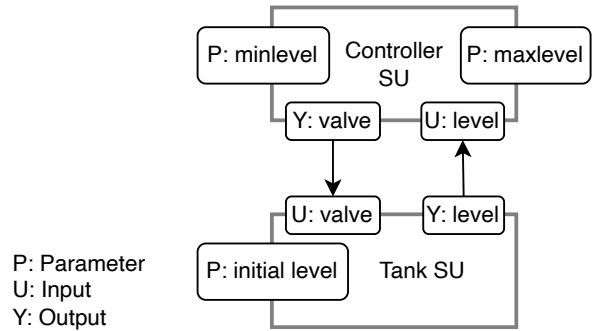 P: minlevel
Controller
SU
P: maxlevel
Y: valve
U: level
U: valve
Y: level
P: initial level
Tank SU
P: Parameter
U: Input
Y: Output